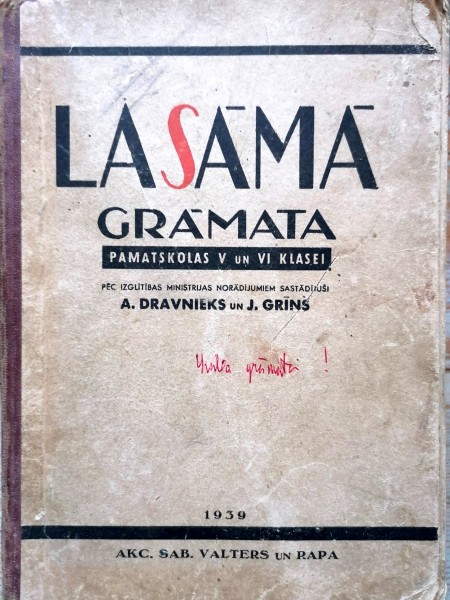 LASĀMĀ
GRĀMATA
PAMATSKOLAS V UN VI KLASEI
PĒC IZGLĪTĪBAS MINISTRIJAS NORĀDĪJUMIEM SASTĀDĪJUŠI
A. DRAVNIEKS UN J. GRĪNS
grāmata !
1939
AKC. SAB. VALTERS UN RAPA